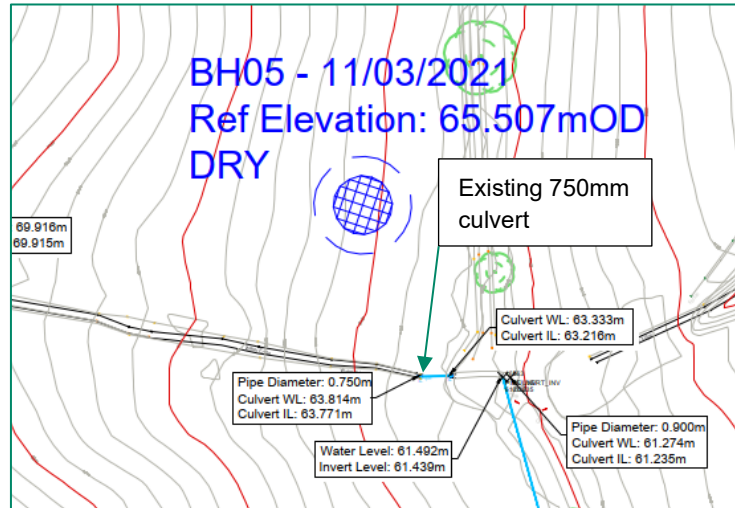 BH05 - 11/03/2021
Ref Elevation: 65.507mOD
DRY
Existing 750mm
culvert
69.916m
69.915m
Culvert WL: 63.333m
Culvert IL: 63.216m
Pipe Diameter: 0.750m
Culvert WL: 63.814m
Culvert IL: 63.771m
Pipe Diameter: 0.900m
Culvert WL: 61.274m
Culvert IL: 61.235m
Water Level: 61.492m
Invert Level: 61.439m